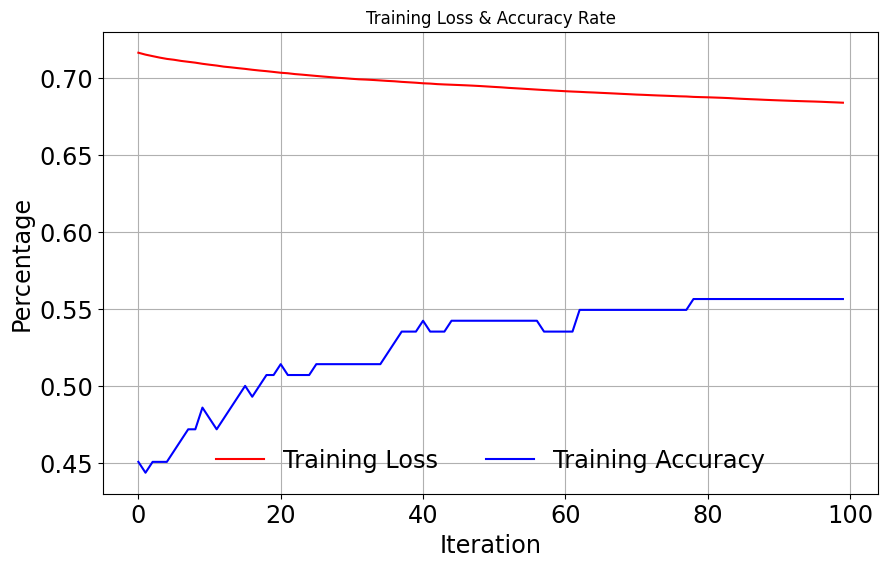 Training Loss & Accuracy Rate
Percentage
0.70
0.65
0.60
0.55
0.50
0.45
Training Loss
Training Accuracy
0 20 40 60 80 100
Iteration